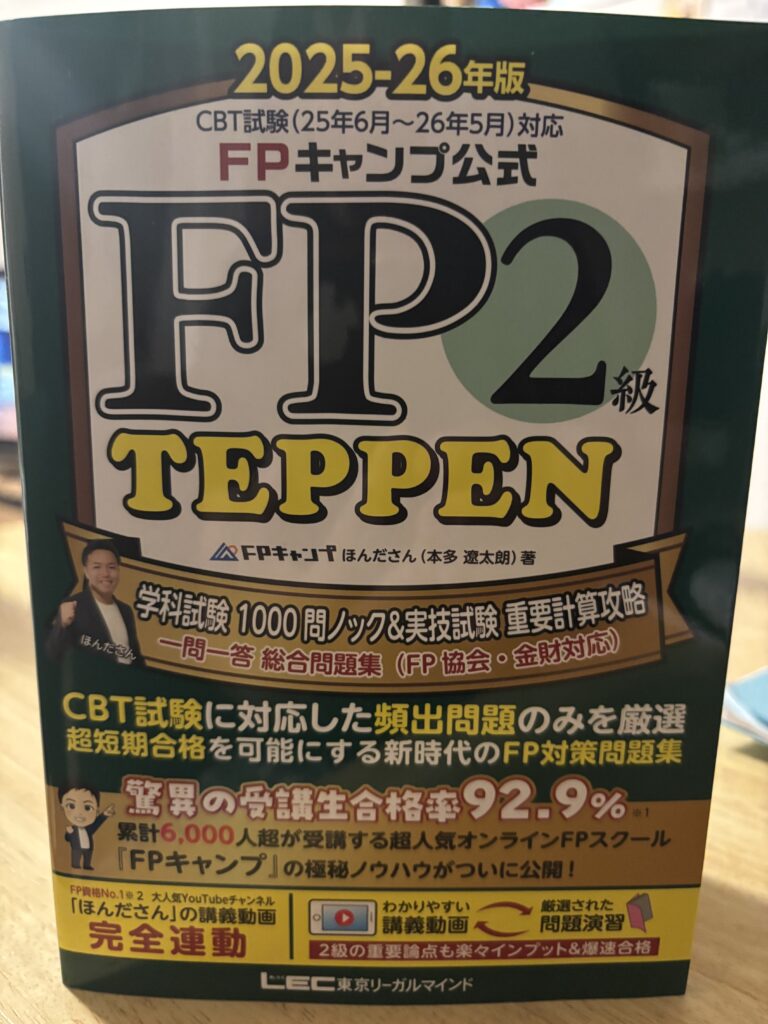 2025-26年版
CBT試験（25年6月～26年5月）対応
FPキャンプ公式
FP2級
TEPPEN
FPキャンプ ほんださん（本多 遼太朗）著
ほんださん
学科試験 1000問ノック&実技試験 重要計算攻略
一問一答 総合問題集（FP協会・金財対応）
CBT試験に対応した頻出問題のみを厳選
超短期合格を可能にする新時代のFP対策問題集
驚異の受講生合格率92.9%※1
累計6,000人超が受講する超人気オンラインFPスクール
『FPキャンプ』の極秘ノウハウがついに公開！
FP資格No.1※2 大人気YouTubeチャンネル
「ほんださん」の講義動画
完全連動
わかりやすい
講義動画
厳選された
問題演習
2級の重要論点も楽々インプット&爆速合格
LEC東京リーガルマインド